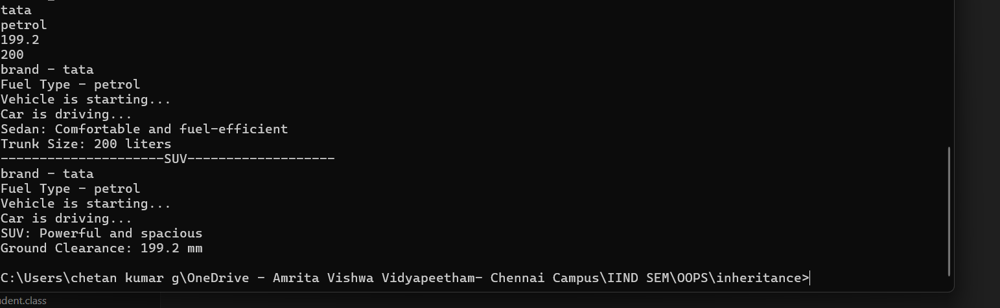 tata
petrol
199.2
200
brand - tata
Fuel Type - petrol
Vehicle is starting...
Car is driving...
Sedan: Comfortable and fuel-efficient
Trunk Size: 200 liters
---------------------SUV-------------------
brand - tata
Fuel Type - petrol
Vehicle is starting...
Car is driving...
SUV: Powerful and spacious
Ground Clearance: 199.2 mm
C:\Users\chetan kumar g\OneDrive - Amrita Vishwa Vidyapeetham- Chennai Campus\IIND SEM\OOPS\inheritance>
dent.class